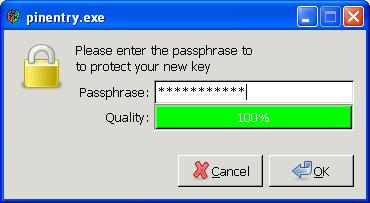 pinentry.exe
Please enter the passphrase to
to protect your new key
Passphrase: ***********
Quality: 100%
Cancel OK